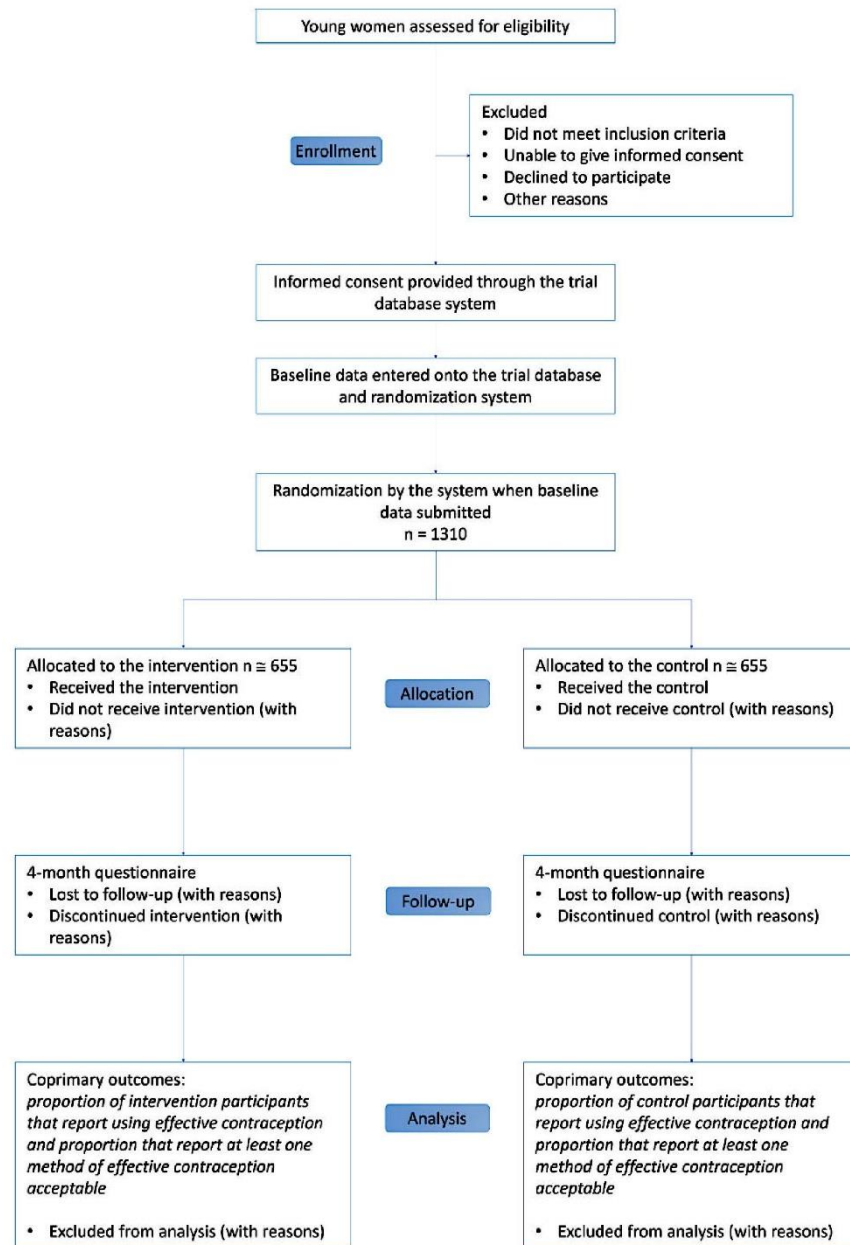 Young women assessed for eligibility
Excluded
• Did not meet inclusion criteria
• Unable to give informed consent
• Declined to participate
• Other reasons
Enrollment
Informed consent provided through the trial
database system
Baseline data entered onto the trial database
and randomization system
Randomization by the system when baseline
data submitted
n = 1310
Allocated to the intervention n ≅ 655
• Received the intervention
• Did not receive intervention (with
reasons)
Allocation
Allocated to the control n ≅ 655
• Received the control
• Did not receive control (with reasons)
4-month questionnaire
• Lost to follow-up (with reasons)
• Discontinued intervention (with
reasons)
Follow-up
4-month questionnaire
• Lost to follow-up (with reasons)
• Discontinued control (with reasons)
Coprimary outcomes:
proportion of intervention participants
that report using effective contraception
and proportion that report at least one
method of effective contraception
acceptable
• Excluded from analysis (with reasons)
Analysis
Coprimary outcomes:
proportion of control participants that
report using effective contraception and
proportion that report at least one
method of effective contraception
acceptable
• Excluded from analysis (with reasons)